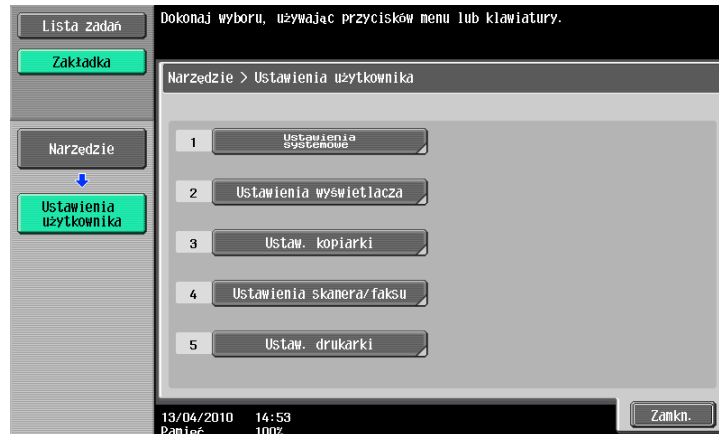 Lista zadań
Zakładka
Dokonaj wyboru, używając przycisków menu lub klawiatury.
Narzędzie > Ustawienia użytkownika
Narzędzie
Ustawienia
użytkownika
1 Ustawienia
systemowe
2 Ustawienia wyświetlacza
3 Ustaw. kopiarki
4 Ustawienia skanera/faksu
5 Ustaw. drukarki
13/04/2010 14:53
Pamięć 100%
Zamkn.